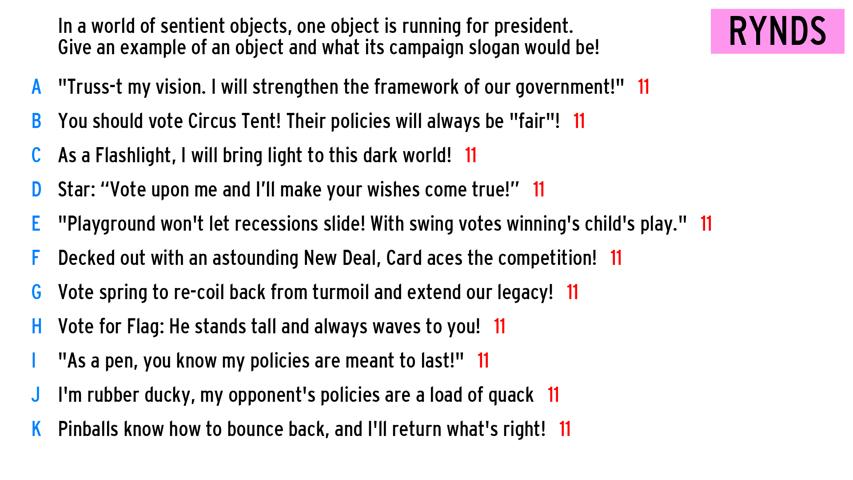 In a world of sentient objects, one object is running for president.
Give an example of an object and what its campaign slogan would be!
RYNDS
A "Truss-t my vision. I will strengthen the framework of our government!" 11
B You should vote Circus Tent! Their policies will always be "fair"! 11
C As a Flashlight, I will bring light to this dark world! 11
D Star: “Vote upon me and I’ll make your wishes come true!” 11
E "Playground won't let recessions slide! With swing votes winning's child's play." 11
F Decked out with an astounding New Deal, Card aces the competition! 11
G Vote spring to re-coil back from turmoil and extend our legacy! 11
H Vote for Flag: He stands tall and always waves to you! 11
I "As a pen, you know my policies are meant to last!" 11
J I'm rubber ducky, my opponent's policies are a load of quack 11
K Pinballs know how to bounce back, and I'll return what's right! 11